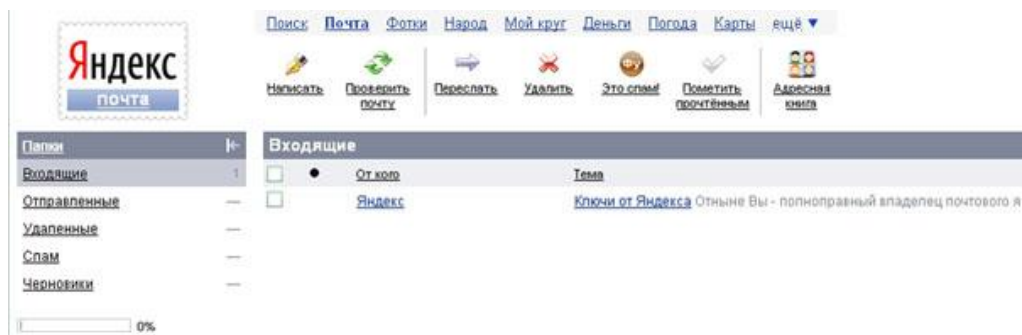 Поиск Почта Фотки Народ Мой круг Деньги Погода Карты ещё ▼
Яндекс
почта
Написать Проверить почту Переслать Удалить Это спам! Пометить прочтённым Адресная книга
Папки
Входящие 1
Отправленные —
Удаленные —
Спам —
Черновики —
0%
Входящие
От кого Тема
Яндекс Ключи от Яндекса Отныне Вы - полноправный владелец почтового я